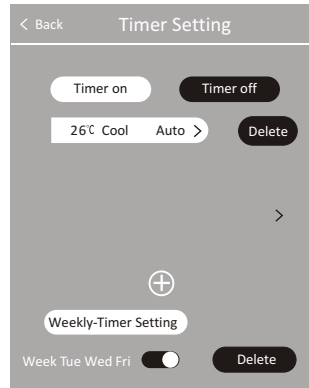 < Back Timer Setting
Timer on Timer off
26℃ Cool Auto > Delete
>
Weekly-Timer Setting
Week Tue Wed Fri Delete